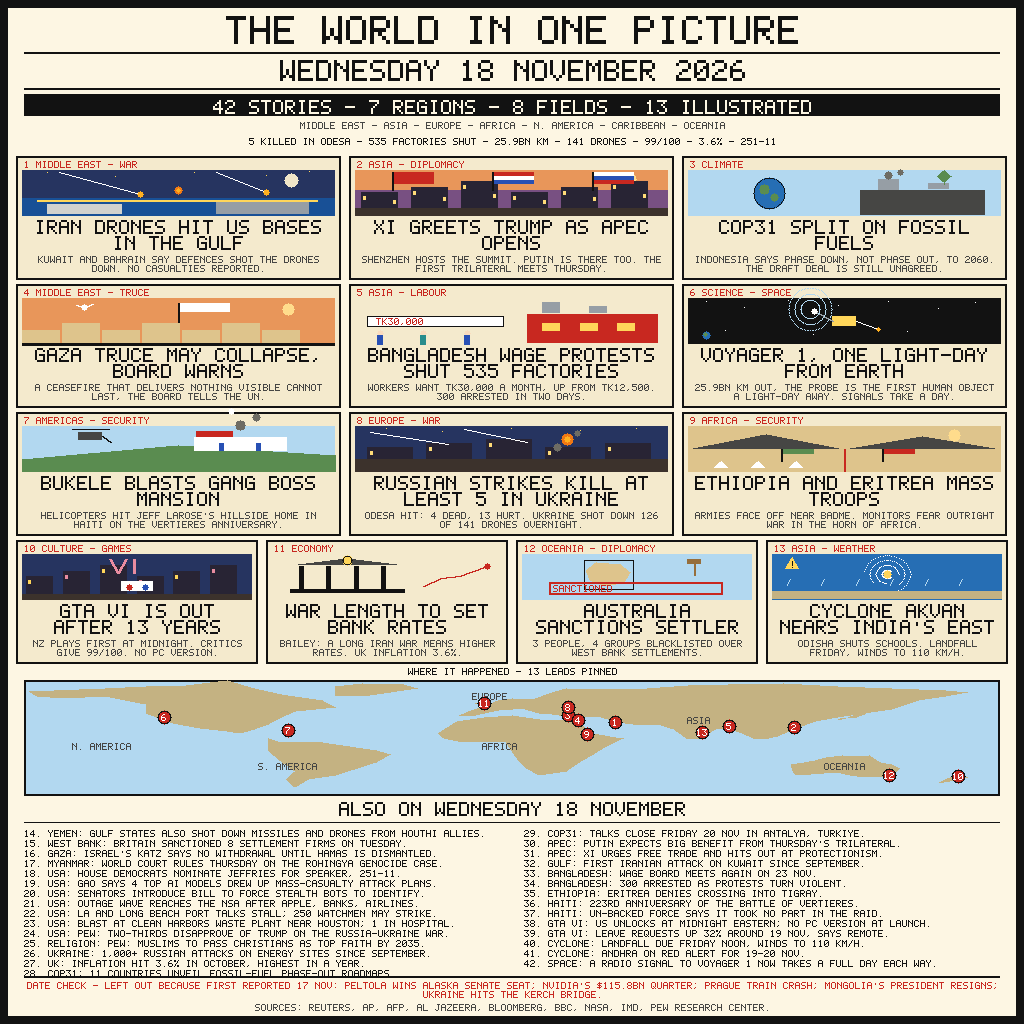 THE WORLD IN ONE PICTURE
WEDNESDAY 18 NOVEMBER 2026
42 STORIES - 7 REGIONS - 8 FIELDS - 13 ILLUSTRATED
MIDDLE EAST - ASIA - EUROPE - AFRICA - N. AMERICA - CARIBBEAN - OCEANIA
5 KILLED IN ODESA - 535 FACTORIES SHUT - 25.9BN KM - 141 DRONES - 99/100 - 3.6% - 251-11
1 MIDDLE EAST - WAR
IRAN DRONES HIT US BASES
IN THE GULF
KUWAIT AND BAHRAIN SAY DEFENCES SHOT THE DRONES
DOWN. NO CASUALTIES REPORTED.
2 ASIA - DIPLOMACY
XI GREETS TRUMP AS APEC
OPENS
SHENZHEN HOSTS THE SUMMIT. PUTIN IS THERE TOO. THE
FIRST TRILATERAL MEETS THURSDAY.
3 CLIMATE
COP31 SPLIT ON FOSSIL
FUELS
INDONESIA SAYS PHASE DOWN, NOT PHASE OUT, TO 2060.
THE DRAFT DEAL IS STILL UNAGREED.
4 MIDDLE EAST - TRUCE
GAZA TRUCE MAY COLLAPSE,
BOARD WARNS
A CEASEFIRE THAT DELIVERS NOTHING VISIBLE CANNOT
LAST, THE BOARD TELLS THE UN.
5 ASIA - LABOUR
TK30,000
BANGLADESH WAGE PROTESTS
SHUT 535 FACTORIES
WORKERS WANT TK30,000 A MONTH, UP FROM TK12,500.
300 ARRESTED IN TWO DAYS.
6 SCIENCE - SPACE
VOYAGER 1, ONE LIGHT-DAY
FROM EARTH
25.9BN KM OUT, THE PROBE IS THE FIRST HUMAN OBJECT
A LIGHT-DAY AWAY. SIGNALS TAKE A DAY.
7 AMERICAS - SECURITY
BUKELE BLASTS GANG BOSS
MANSION
HELICOPTERS HIT JEFF LAROSE'S HILLSIDE HOME IN
HAITI ON THE VERTIERES ANNIVERSARY.
8 EUROPE - WAR
RUSSIAN STRIKES KILL AT
LEAST 5 IN UKRAINE
ODESA HIT: 4 DEAD, 13 HURT. UKRAINE SHOT DOWN 126
OF 141 DRONES OVERNIGHT.
9 AFRICA - SECURITY
ETHIOPIA AND ERITREA MASS
TROOPS
ARMIES FACE OFF NEAR BADME. MONITORS FEAR OUTRIGHT
WAR IN THE HORN OF AFRICA.
10 CULTURE - GAMES
VI
GTA VI IS OUT
AFTER 13 YEARS
NZ PLAYS FIRST AT MIDNIGHT. CRITICS
GIVE 99/100. NO PC VERSION.
11 ECONOMY
WAR LENGTH TO SET
BANK RATES
BAILEY: A LONG IRAN WAR MEANS HIGHER
RATES. UK INFLATION 3.6%.
12 OCEANIA - DIPLOMACY
SANCTIONED
AUSTRALIA
SANCTIONS SETTLER
3 PEOPLE, 4 GROUPS BLACKLISTED OVER
WEST BANK SETTLEMENTS.
13 ASIA - WEATHER
!
CYCLONE AKVAN
NEARS INDIA'S EAST
ODISHA SHUTS SCHOOLS. LANDFALL
FRIDAY, WINDS TO 110 KM/H.
WHERE IT HAPPENED - 13 LEADS PINNED
EUROPE
11
8
3
4
6
7
1
9
ASIA
13
5
2
N. AMERICA
AFRICA
S. AMERICA
OCEANIA
12
10
ALSO ON WEDNESDAY 18 NOVEMBER
14. YEMEN: GULF STATES ALSO SHOT DOWN MISSILES AND DRONES FROM HOUTHI ALLIES.
15. WEST BANK: BRITAIN SANCTIONED 8 SETTLEMENT FIRMS ON TUESDAY.
16. GAZA: ISRAEL'S KATZ SAYS NO WITHDRAWAL UNTIL HAMAS IS DISMANTLED.
17. MYANMAR: WORLD COURT RULES THURSDAY ON THE ROHINGYA GENOCIDE CASE.
18. USA: HOUSE DEMOCRATS NOMINATE JEFFRIES FOR SPEAKER, 251-11.
19. USA: GAO SAYS 4 TOP AI MODELS DREW UP MASS-CASUALTY ATTACK PLANS.
20. USA: SENATORS INTRODUCE BILL TO FORCE STEALTH BOTS TO IDENTIFY.
21. USA: OUTAGE WAVE REACHES THE NSA AFTER APPLE, BANKS, AIRLINES.
22. USA: LA AND LONG BEACH PORT TALKS STALL; 250 WATCHMEN MAY STRIKE.
23. USA: BLAST AT CLEAN HARBORS WASTE PLANT NEAR HOUSTON; 1 IN HOSPITAL.
24. USA: PEW: TWO-THIRDS DISAPPROVE OF TRUMP ON THE RUSSIA-UKRAINE WAR.
25. RELIGION: PEW: MUSLIMS TO PASS CHRISTIANS AS TOP FAITH BY 2035.
26. UKRAINE: 1,000+ RUSSIAN ATTACKS ON ENERGY SITES SINCE SEPTEMBER.
27. UK: INFLATION HIT 3.6% IN OCTOBER, HIGHEST IN A YEAR.
28. COP31: 11 COUNTRIES UNVEIL FOSSIL-FUEL PHASE-OUT ROADMAPS.
29. COP31: TALKS CLOSE FRIDAY 20 NOV IN ANTALYA, TURKIYE.
30. APEC: PUTIN EXPECTS BIG BENEFIT FROM THURSDAY'S TRILATERAL.
31. APEC: XI URGES FREE TRADE AND HITS OUT AT PROTECTIONISM.
32. GULF: FIRST IRANIAN ATTACK ON KUWAIT SINCE SEPTEMBER.
33. BANGLADESH: WAGE BOARD MEETS AGAIN ON 23 NOV.
34. BANGLADESH: 300 ARRESTED AS PROTESTS TURN VIOLENT.
35. ETHIOPIA: ERITREA DENIES CROSSING INTO TIGRAY.
36. HAITI: 223RD ANNIVERSARY OF THE BATTLE OF VERTIERES.
37. HAITI: UN-BACKED FORCE SAYS IT TOOK NO PART IN THE RAID.
38. GTA VI: US UNLOCKS AT MIDNIGHT EASTERN; NO PC VERSION AT LAUNCH.
39. GTA VI: LEAVE REQUESTS UP 32% AROUND 19 NOV, SAYS REMOTE.
40. CYCLONE: LANDFALL DUE FRIDAY NOON, WINDS TO 110 KM/H.
41. CYCLONE: ANDHRA ON RED ALERT FOR 19-20 NOV.
42. SPACE: A RADIO SIGNAL TO VOYAGER 1 NOW TAKES A FULL DAY EACH WAY.
DATE CHECK - LEFT OUT BECAUSE FIRST REPORTED 17 NOV: PELTOLA WINS ALASKA SENATE SEAT; NVIDIA'S $115.8BN QUARTER; PRAGUE TRAIN CRASH; MONGOLIA'S PRESIDENT RESIGNS;
UKRAINE HITS THE KERCH BRIDGE.
SOURCES: REUTERS, AP, AFP, AL JAZEERA, BLOOMBERG, BBC, NASA, IMD, PEW RESEARCH CENTER.